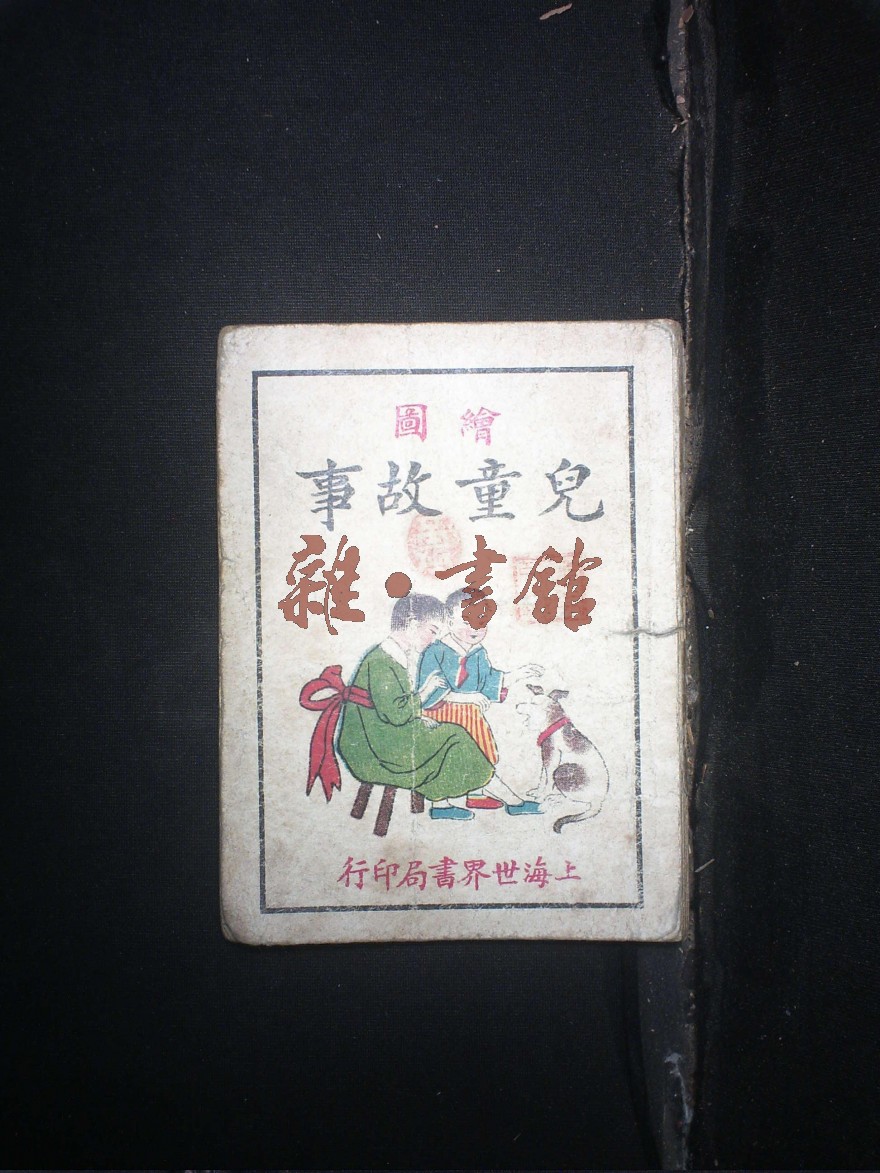 繪圖
兒童故事
雜·書館
上海世界書局印行